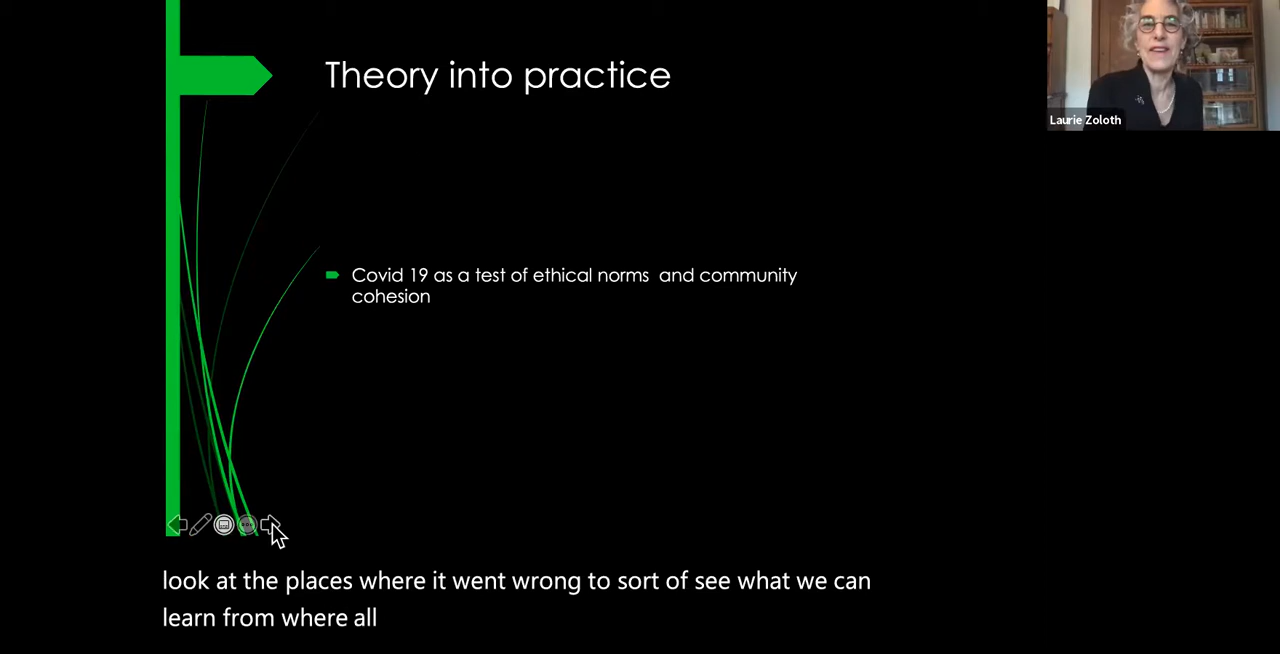 Theory into practice
Laurie Zoloth
Covid 19 as a test of ethical norms  and community
cohesion
look at the places where it went wrong to sort of see what we can
learn from where all